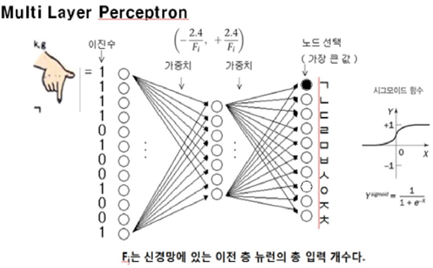 Multi Layer Perceptron
k,g
ㄱ
=
이진수
1
1
1
1
0
1
0
1
0
0
0
1
가중치
(-2.4/Fi, +2.4/Fi)
가중치
노드 선택
( 가장 큰 값 )
ㄱ
ㄴ
ㄷ
ㄹ
ㅁ
ㅂ
ㅅ
ㅇ
ㅈ
ㅊ
시그모이드 함수
Y
+1
0
X
-1
Y^sigmoid = 1/(1 + e^-x)
Fi는 신경망에 있는 이전 층 뉴런의 총 입력 개수다.